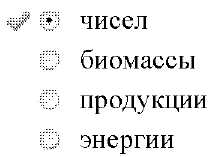 чисел
биомассы
продукции
энергии